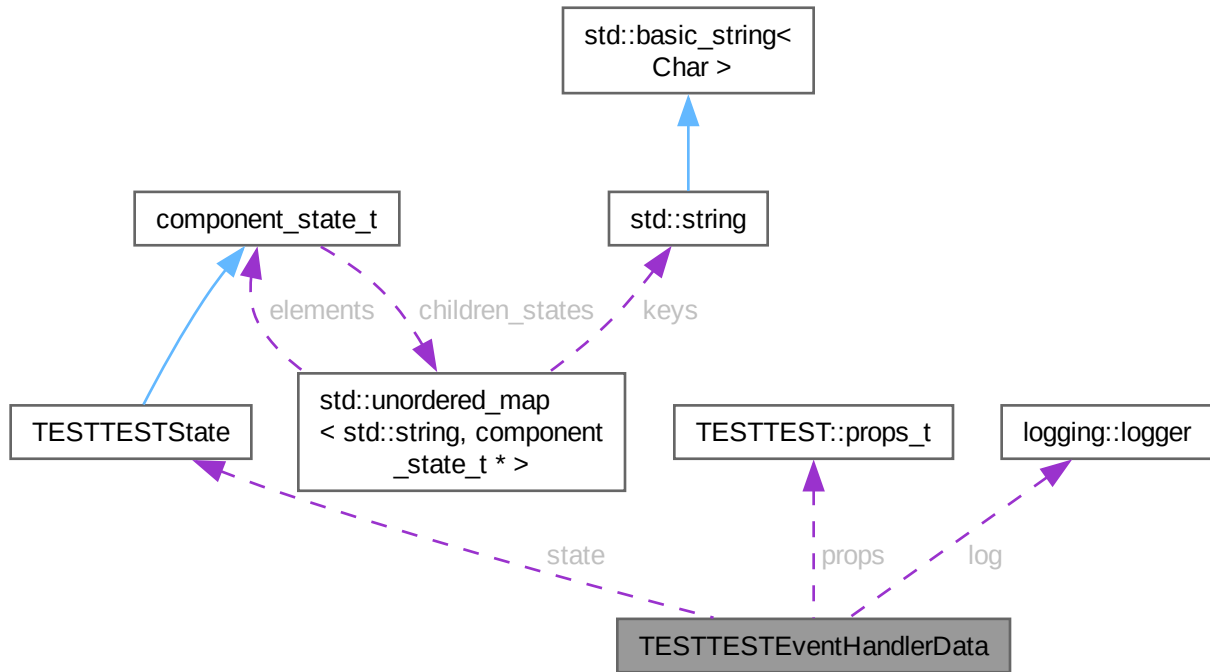 std::basic_string<
Char >
component_state_t
std::string
elements
children_states
keys
std::unordered_map
< std::string, component
_state_t * >
TESTTESTState
TESTTEST::props_t
logging::logger
state
props
log
TESTTESTEventHandlerData